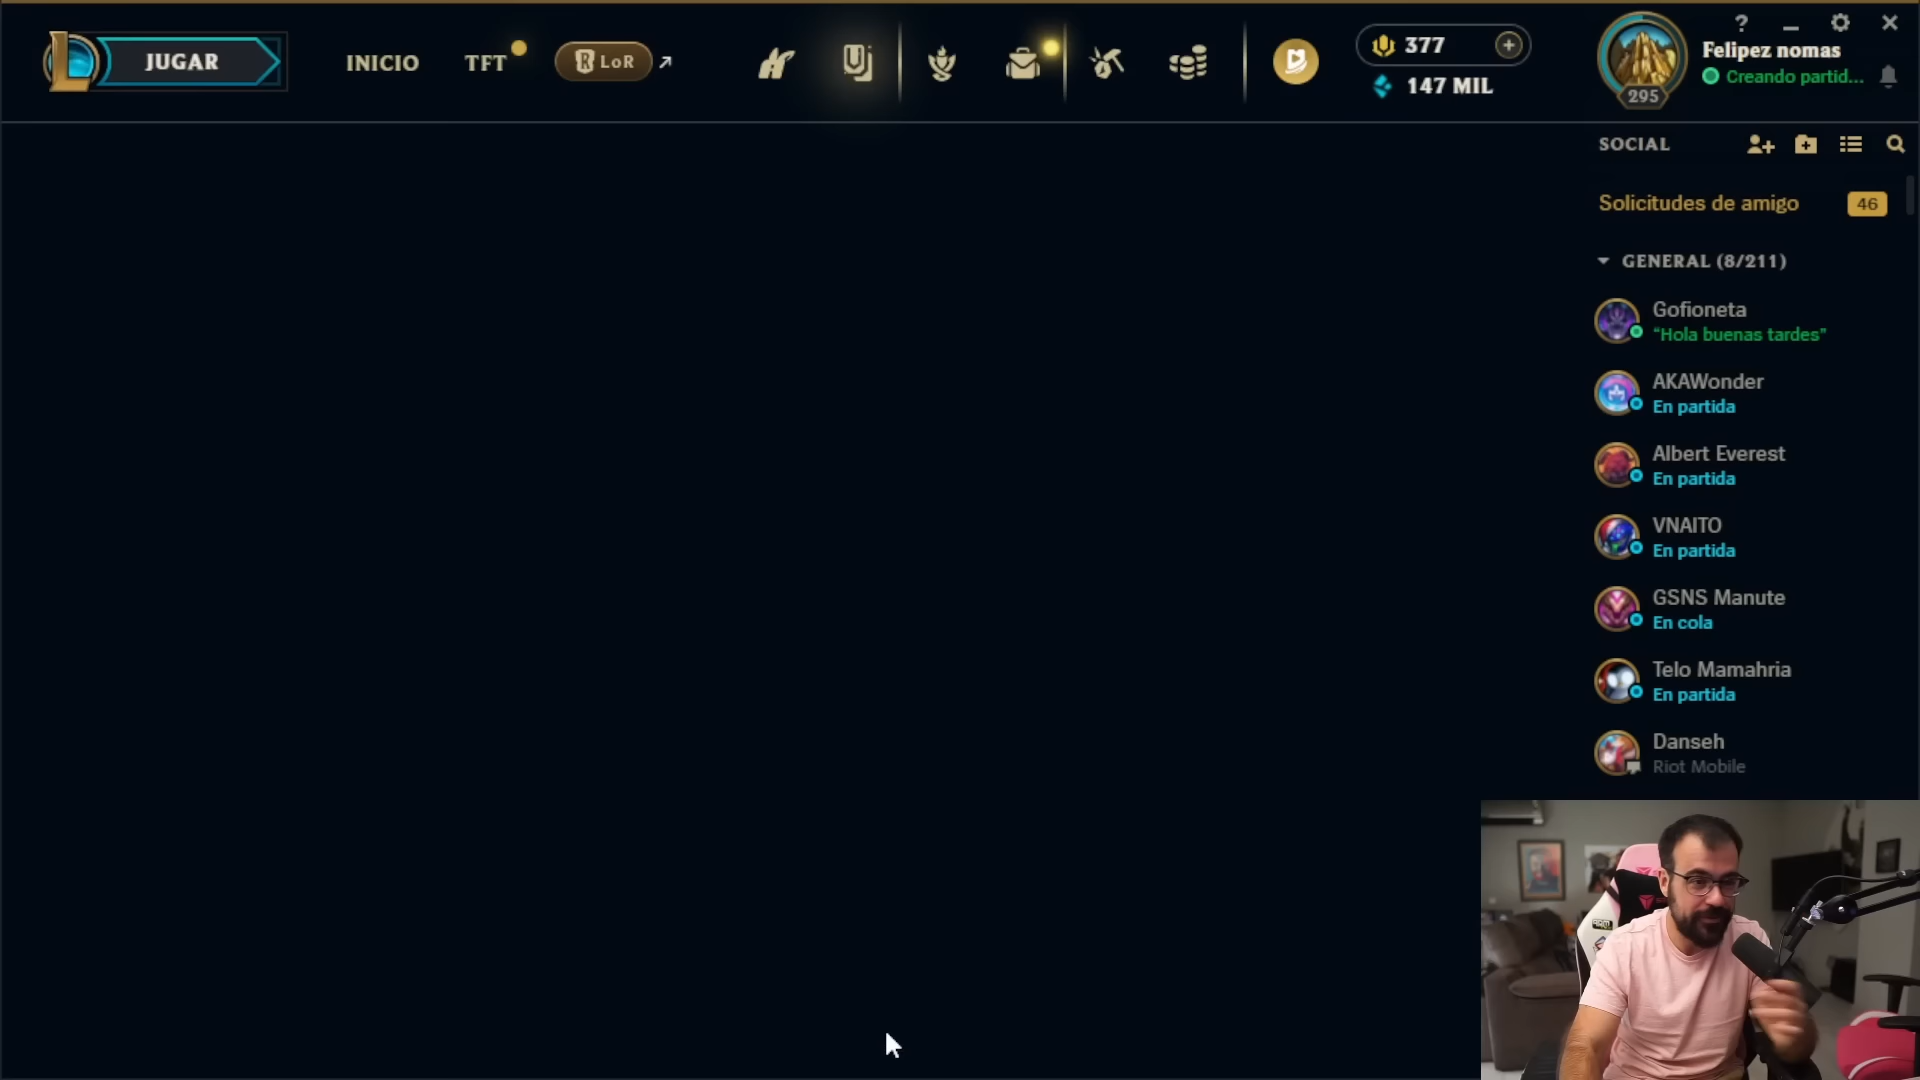 JUGAR
INICIO
TFT
LoR
377
147 MIL
295
Felipez nomas
Creando partid...
SOCIAL
Solicitudes de amigo
46
GENERAL (8/211)
Gofioneta
“Hola buenas tardes”
AKAWonder
En partida
Albert Everest
En partida
VNAITO
En partida
GSNS Manute
En cola
Telo Mamahria
En partida
Danseh
Riot Mobile